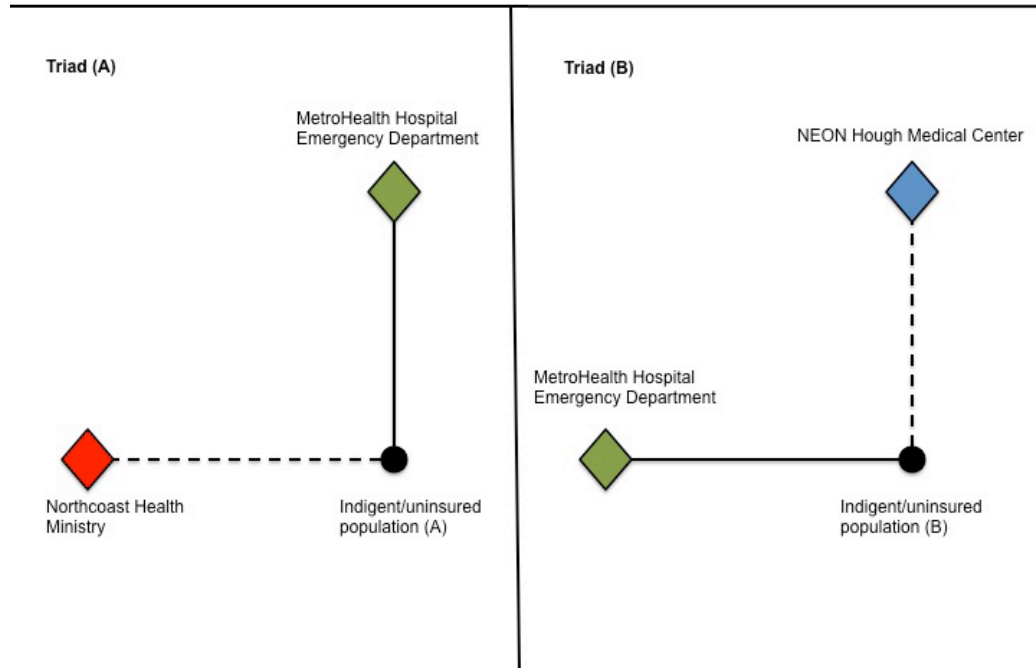 Triad (A)
MetroHealth Hospital
Emergency Department
Northcoast Health
Ministry
Indigent/uninsured
population (A)
Triad (B)
NEON Hough Medical Center
MetroHealth Hospital
Emergency Department
Indigent/uninsured
population (B)